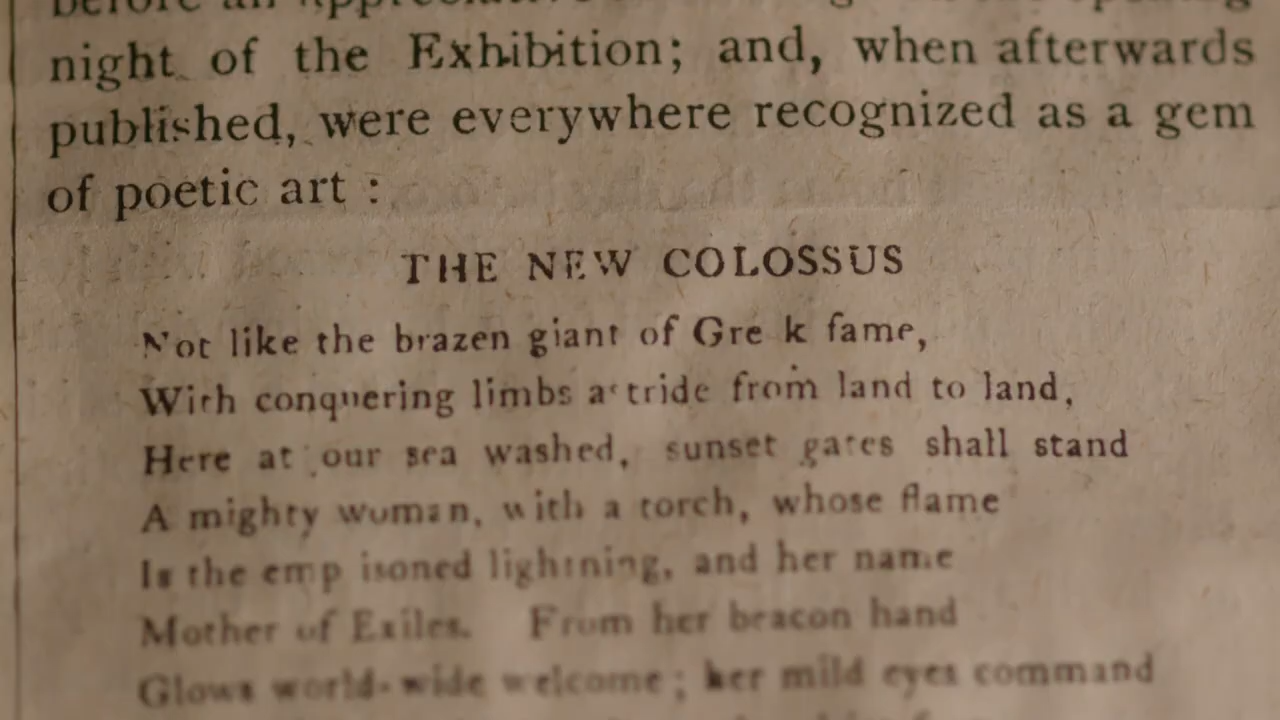 before an appreciative
night of the Exhibition; and, when afterwards
published, were everywhere recognized as a gem
of poetic art :
THE NEW COLOSSUS
Not like the brazen giant of Gre k fame,
With conquering limbs astride from land to land,
Here at our sea washed, sunset gates shall stand
A mighty woman, with a torch, whose flame
Is the emp isoned lightning, and her name
Mother of Exiles. From her beacon hand
Glows world-wide welcome; her mild eyes command